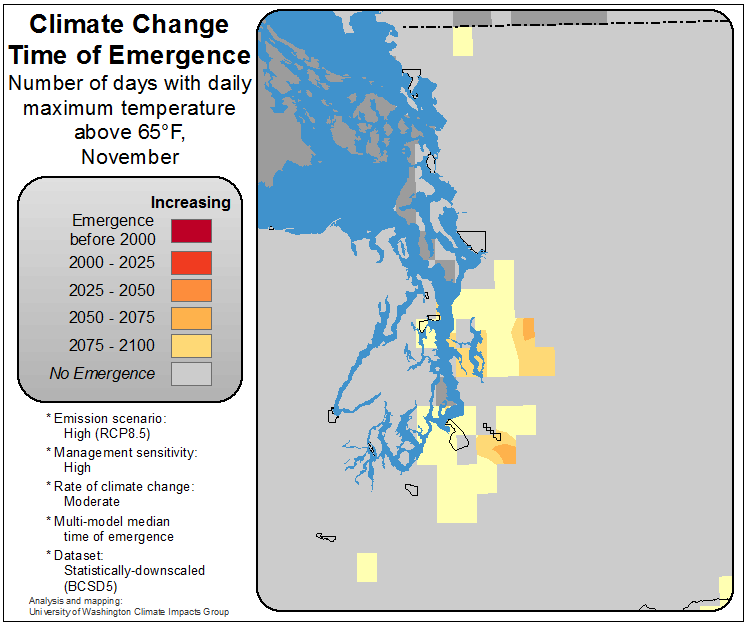 Climate Change
Time of Emergence
Number of days with daily
maximum temperature
above 65°F,
November
Increasing
Emergence
before 2000
2000 - 2025
2025 - 2050
2050 - 2075
2075 - 2100
No Emergence
* Emission scenario:
High (RCP8.5)
* Management sensitivity:
High
* Rate of climate change:
Moderate
* Multi-model median
time of emergence
* Dataset:
Statistically-downscaled
(BCSD5)
Analysis and mapping:
University of Washington Climate Impacts Group